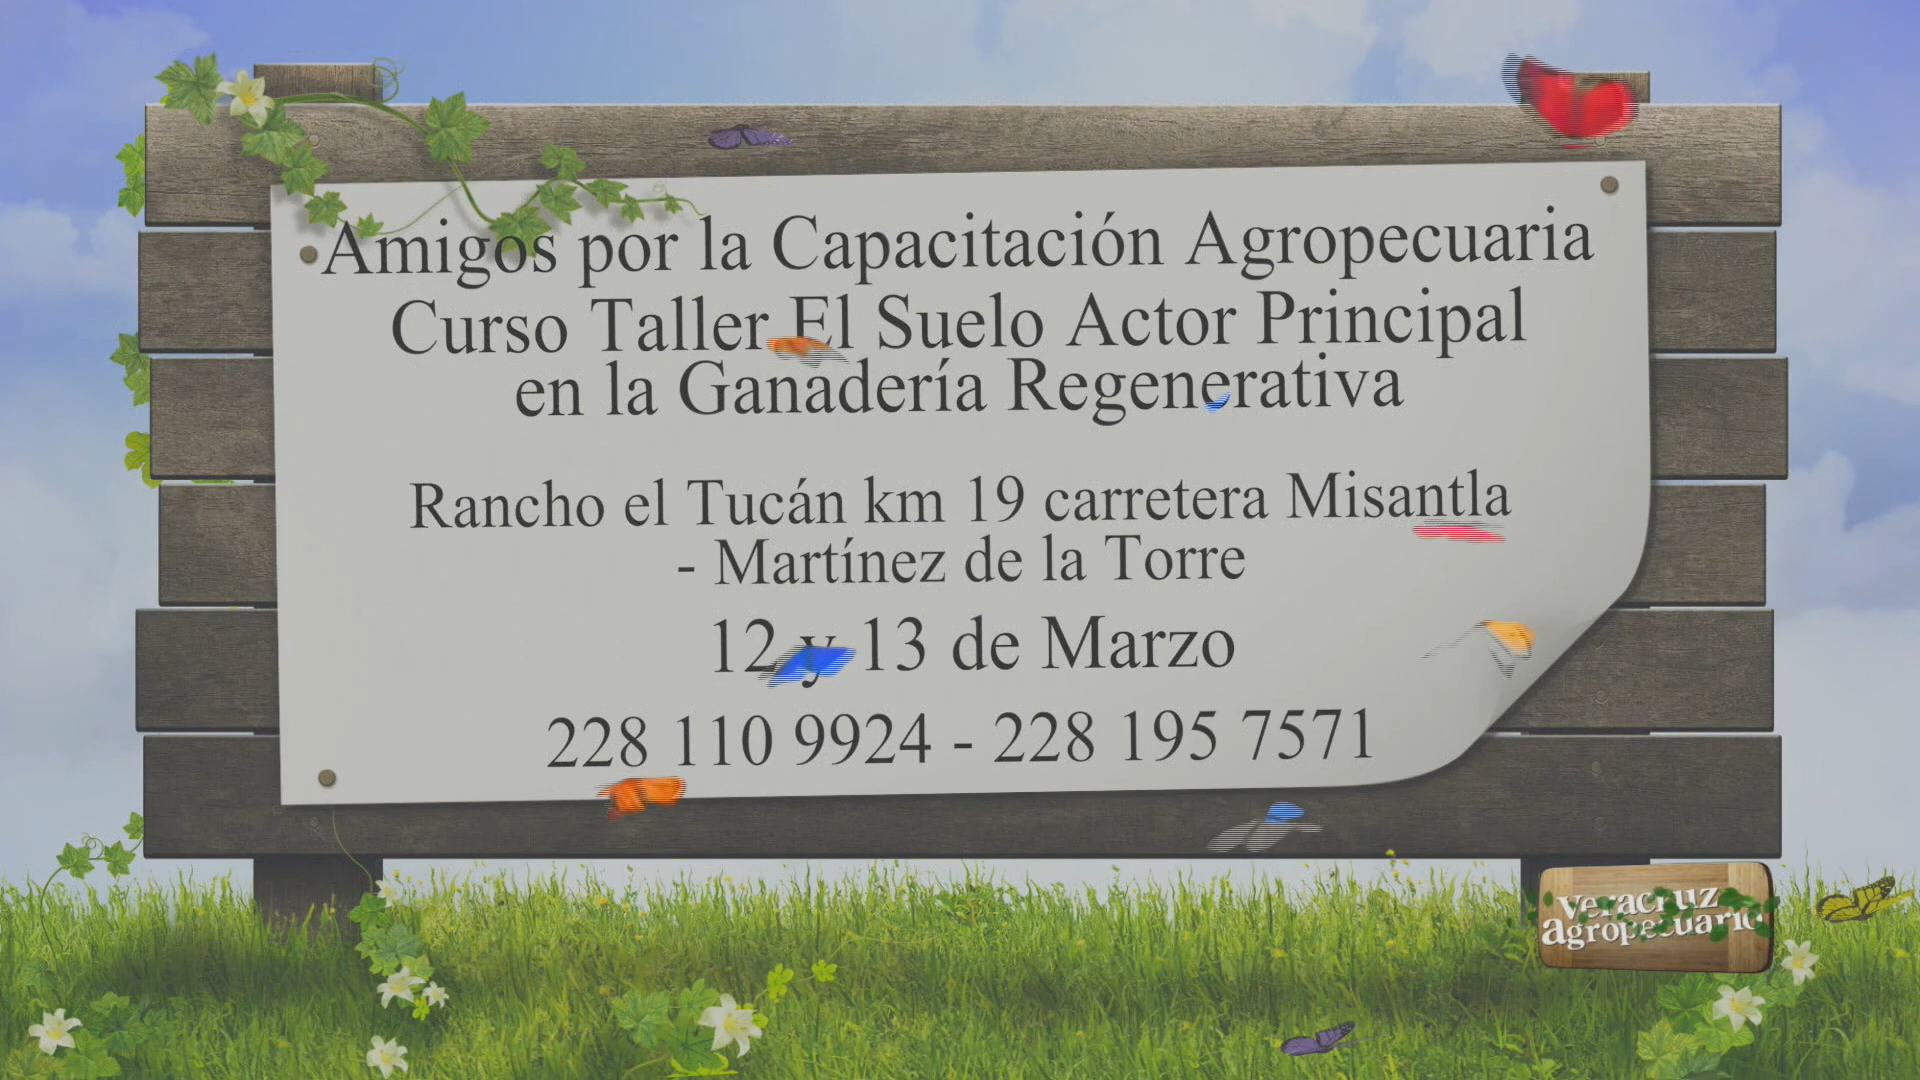 Amigos por la Capacitación Agropecuaria
Curso Taller El Suelo Actor Principal
en la Ganadería Regenerativa
Rancho el Tucán km 19 carretera Misantla
- Martínez de la Torre
12 y 13 de Marzo
228 110 9924 - 228 195 7571
veracruz
agropecuario